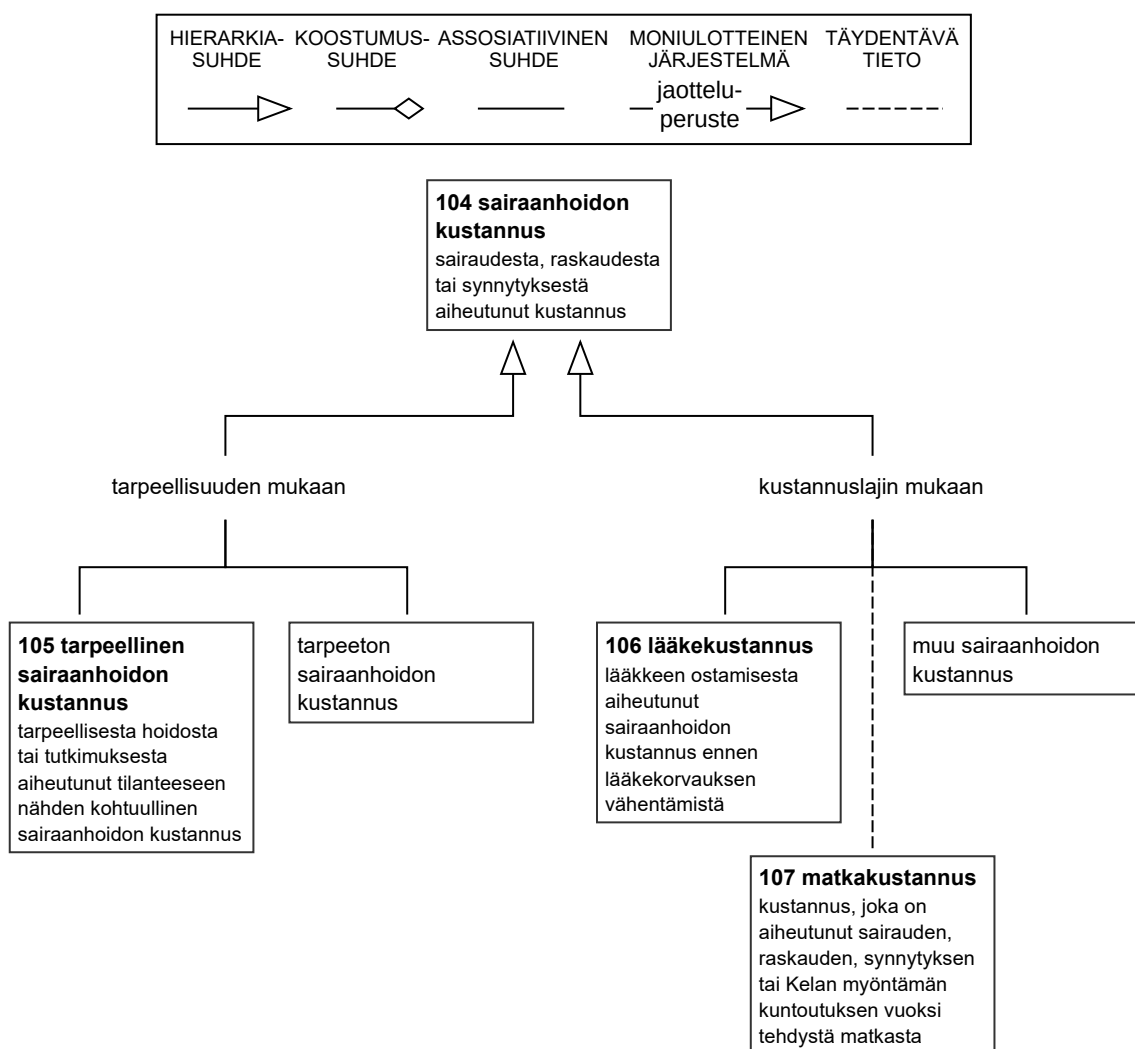 HIERARKIA-
SUHDE
KOOSTUMUS-
SUHDE
ASSOSIATIIVINEN
SUHDE
MONIULOTTEINEN
JÄRJESTELMÄ
TÄYDENTÄVÄ
TIETO
jaottelu-
peruste
104 sairaanhoidon
kustannus
sairaudesta, raskaudesta
tai synnytyksestä
aiheutunut kustannus
tarpeellisuuden mukaan
kustannuslajin mukaan
105 tarpeellinen
sairaanhoidon
kustannus
tarpeellisesta hoidosta
tai tutkimuksesta
aiheutunut tilanteeseen
nähden kohtuullinen
sairaanhoidon kustannus
tarpeeton
sairaanhoidon
kustannus
106 lääkekustannus
lääkkeen ostamisesta
aiheutunut
sairaanhoidon
kustannus ennen
lääkekorvauksen
vähentämistä
muu sairaanhoidon
kustannus
107 matkakustannus
kustannus, joka on
aiheutunut sairauden,
raskauden, synnytyksen
tai Kelan myöntämän
kuntoutuksen vuoksi
tehdystä matkasta